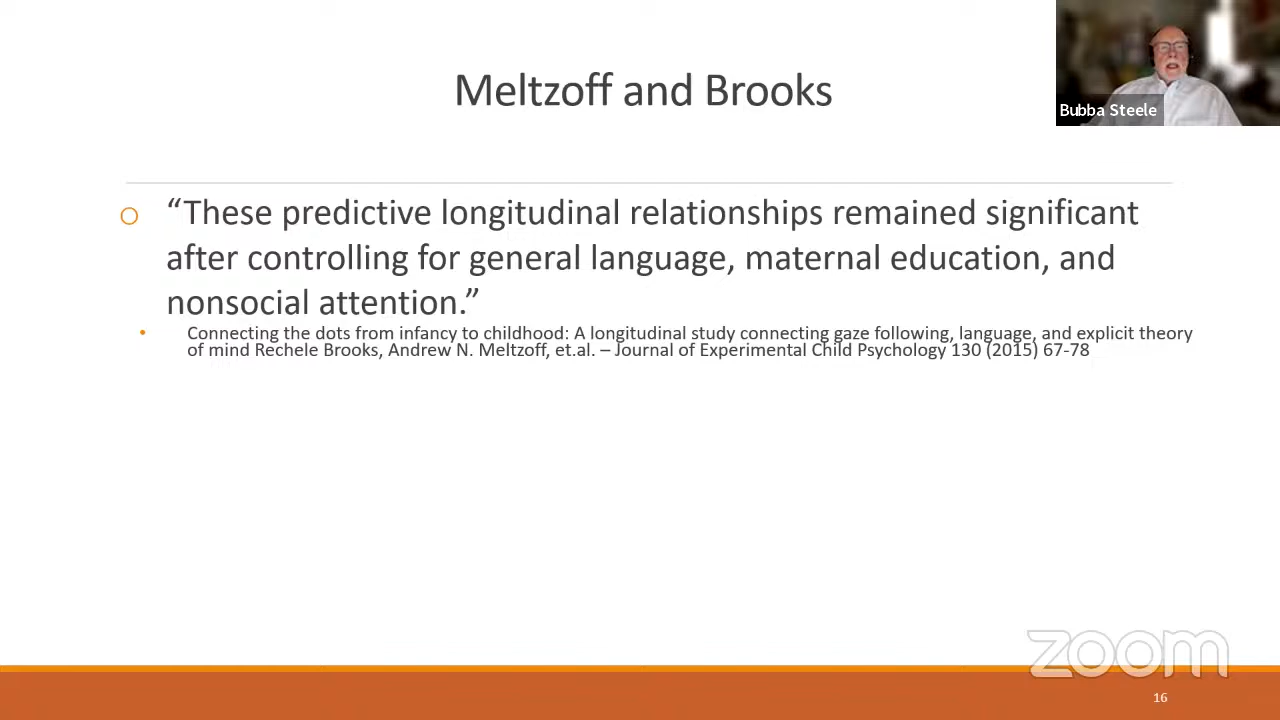 Meltzoff and Brooks
Bubba Steele
o “These predictive longitudinal relationships remained significant
after controlling for general language, maternal education, and
nonsocial attention.”
• Connecting the dots from infancy to childhood: A longitudinal study connecting gaze following, language, and explicit theory
of mind Rechele Brooks, Andrew N. Meltzoff, et.al. – Journal of Experimental Child Psychology 130 (2015) 67-78
zoom
16